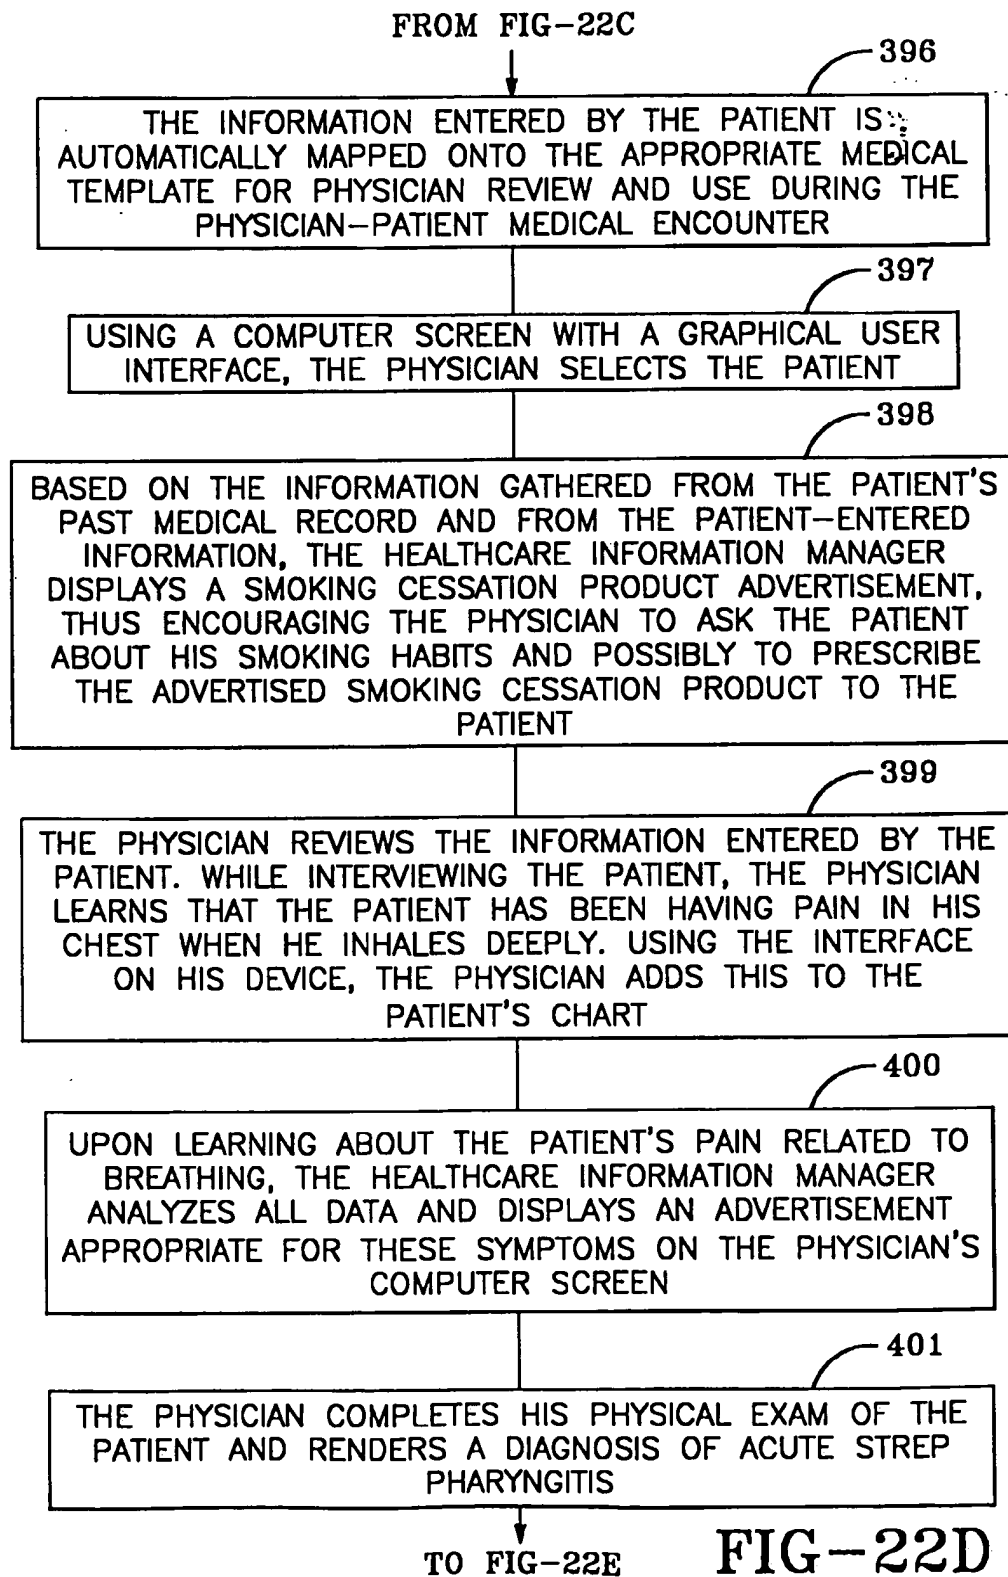 FROM FIG-22C
396
THE INFORMATION ENTERED BY THE PATIENT IS
AUTOMATICALLY MAPPED ONTO THE APPROPRIATE MEDICAL
TEMPLATE FOR PHYSICIAN REVIEW AND USE DURING THE
PHYSICIAN-PATIENT MEDICAL ENCOUNTER
397
USING A COMPUTER SCREEN WITH A GRAPHICAL USER
INTERFACE, THE PHYSICIAN SELECTS THE PATIENT
398
BASED ON THE INFORMATION GATHERED FROM THE PATIENT'S
PAST MEDICAL RECORD AND FROM THE PATIENT-ENTERED
INFORMATION, THE HEALTHCARE INFORMATION MANAGER
DISPLAYS A SMOKING CESSATION PRODUCT ADVERTISEMENT,
THUS ENCOURAGING THE PHYSICIAN TO ASK THE PATIENT
ABOUT HIS SMOKING HABITS AND POSSIBLY TO PRESCRIBE
THE ADVERTISED SMOKING CESSATION PRODUCT TO THE
PATIENT
399
THE PHYSICIAN REVIEWS THE INFORMATION ENTERED BY THE
PATIENT. WHILE INTERVIEWING THE PATIENT, THE PHYSICIAN
LEARNS THAT THE PATIENT HAS BEEN HAVING PAIN IN HIS
CHEST WHEN HE INHALES DEEPLY. USING THE INTERFACE
ON HIS DEVICE, THE PHYSICIAN ADDS THIS TO THE
PATIENT'S CHART
400
UPON LEARNING ABOUT THE PATIENT'S PAIN RELATED TO
BREATHING, THE HEALTHCARE INFORMATION MANAGER
ANALYZES ALL DATA AND DISPLAYS AN ADVERTISEMENT
APPROPRIATE FOR THESE SYMPTOMS ON THE PHYSICIAN'S
COMPUTER SCREEN
401
THE PHYSICIAN COMPLETES HIS PHYSICAL EXAM OF THE
PATIENT AND RENDERS A DIAGNOSIS OF ACUTE STREP
PHARYNGITIS
TO FIG-22E
FIG-22D